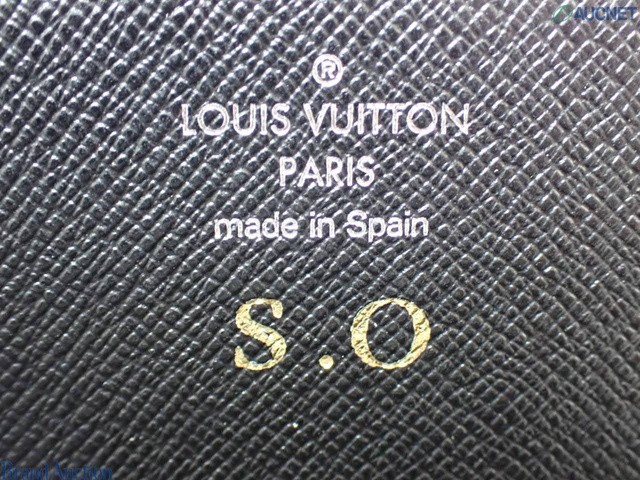 AUCNET
®
LOUIS VUITTON
PARIS
made in Spain
S.O
Brand Auction